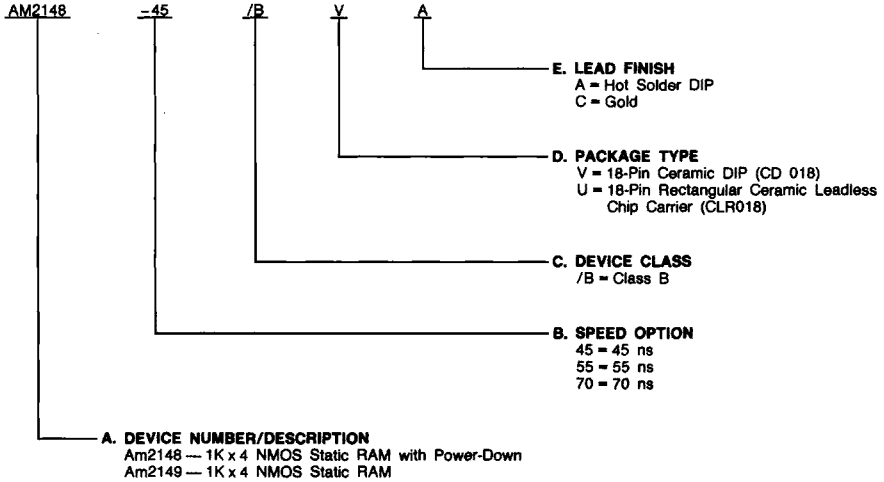 AM2148 -45 /B V A
E. LEAD FINISH
A = Hot Solder DIP
C = Gold
D. PACKAGE TYPE
V = 18-Pin Ceramic DIP (CD 018)
U = 18-Pin Rectangular Ceramic Leadless
Chip Carrier (CLR018)
C. DEVICE CLASS
/B = Class B
B. SPEED OPTION
45 = 45 ns
55 = 55 ns
70 = 70 ns
A. DEVICE NUMBER/DESCRIPTION
Am2148 — 1K x 4 NMOS Static RAM with Power-Down
Am2149 — 1K x 4 NMOS Static RAM